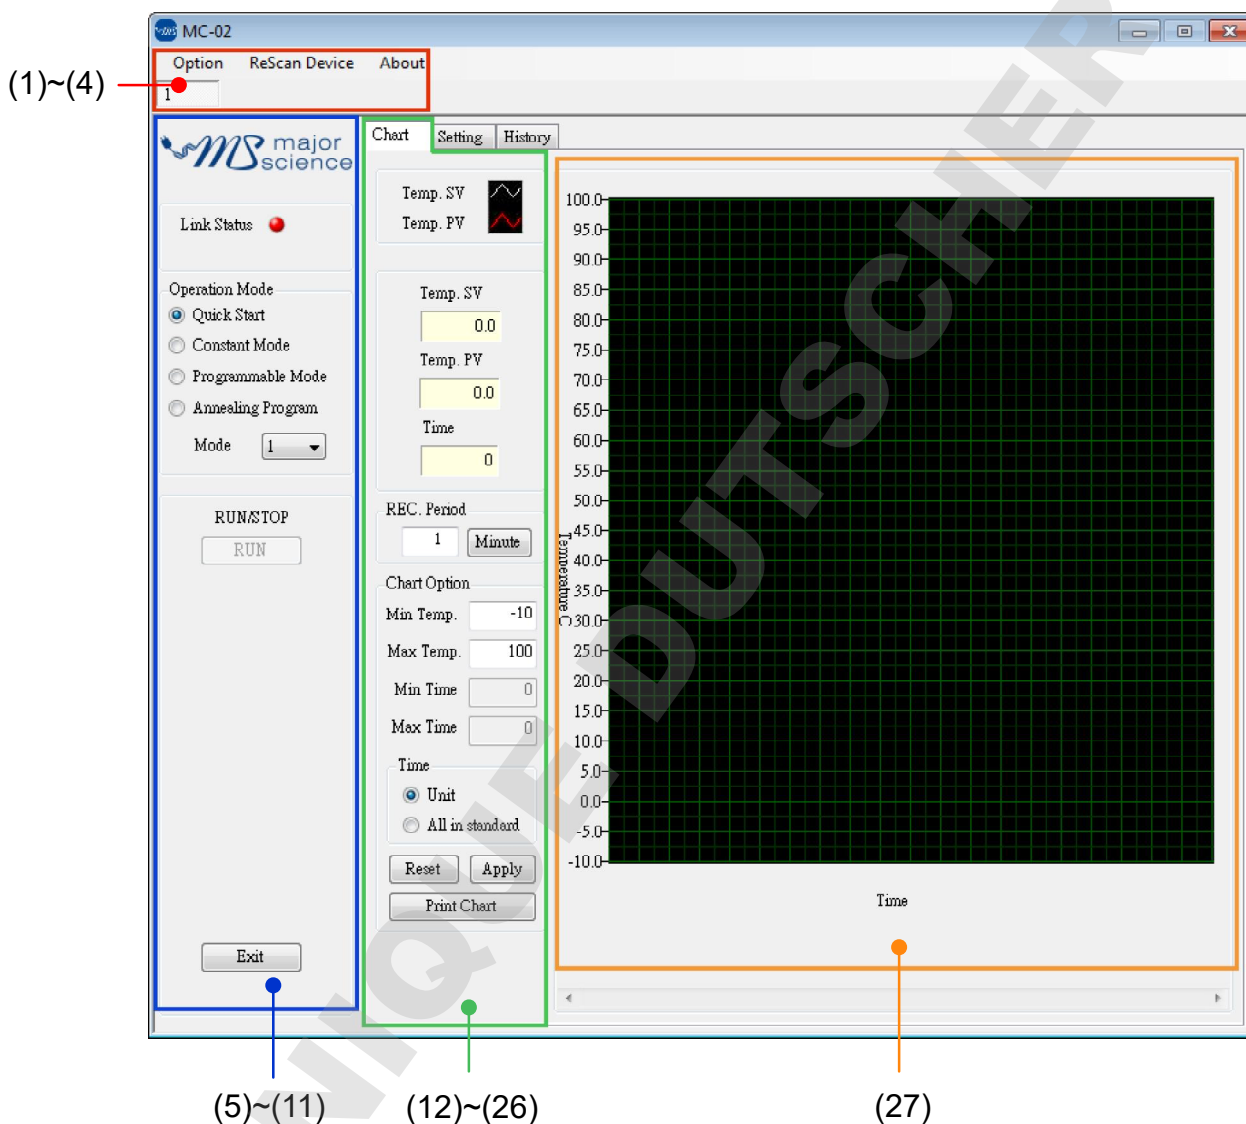 MC-02
Option ReScan Device About
(1)~(4)
1
MS major science
Chart Setting History
Temp. SV
Temp. PV
Link Status
Operation Mode
Quick Start
Constant Mode
Programmable Mode
Annealing Program
Mode 1
RUN/STOP
RUN
Exit
Temp. SV
0.0
Temp. PV
0.0
Time
0
REC. Period
1 Minute
Chart Option
Min Temp. -10
Max Temp. 100
Min Time 0
Max Time 0
Time
Unit
All in standard
Reset Apply
Print Chart
100.0
95.0
90.0
85.0
80.0
75.0
70.0
65.0
60.0
55.0
50.0
45.0
40.0
35.0
30.0
25.0
20.0
15.0
10.0
5.0
0.0
-5.0
-10.0
Temperature C
Time
(5)~(11) (12)~(26) (27)
NIQUE DUTSCHER